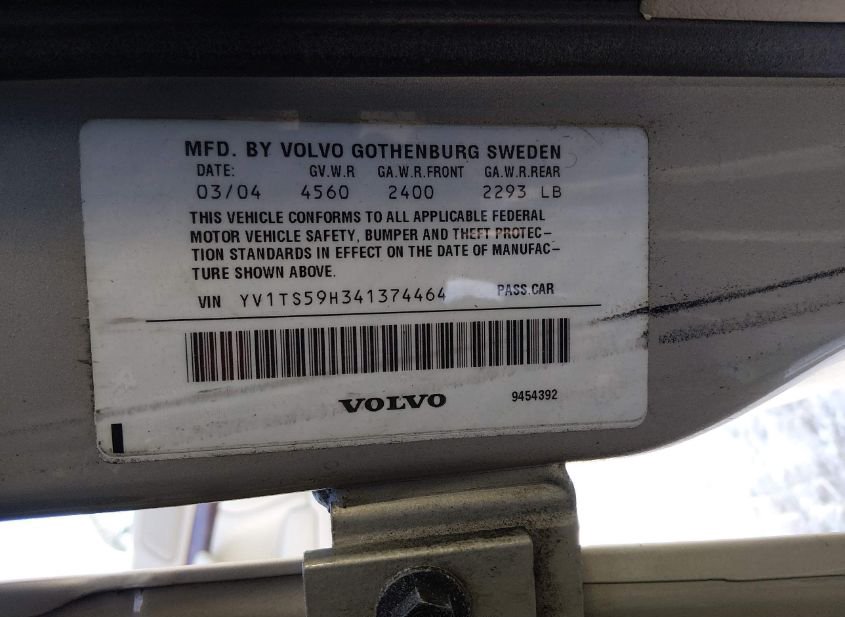 MFD. BY VOLVO GOTHENBURG SWEDEN
DATE: GV.W.R GA.W.R.FRONT GA.W.R.REAR
03/04 4560 2400 2293 LB
THIS VEHICLE CONFORMS TO ALL APPLICABLE FEDERAL
MOTOR VEHICLE SAFETY, BUMPER AND THEFT PROTEC-
TION STANDARDS IN EFFECT ON THE DATE OF MANUFAC-
TURE SHOWN ABOVE.
VIN YV1TS59H341374464 PASS.CAR
VOLVO 9454392